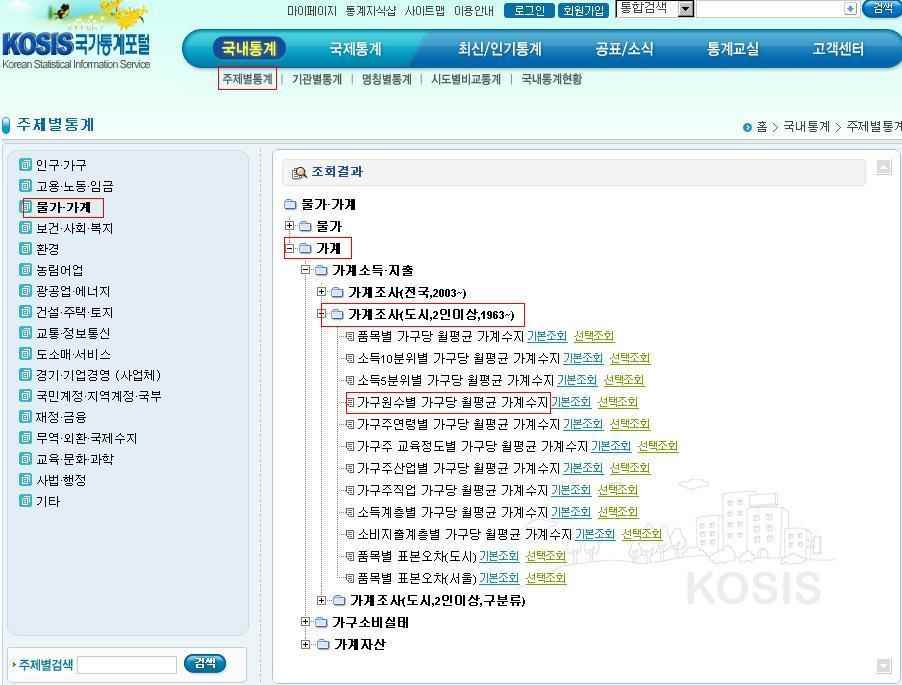 마이페이지 통계지식샵 사이트맵 이용안내 로그인 회원가입 통합검색 검색
KOSIS 국가통계포털
Korean Statistical Information Service
국내통계 국제통계 최신/인기통계 공표/소식 통계교실 고객센터
주제별통계 | 기관별통계 | 명칭별통계 | 시도별비교통계 | 국내통계현황
주제별통계
홈 > 국내통계 > 주제별통계
인구·가구
고용·노동·임금
물가·가계
보건·사회·복지
환경
농림어업
광공업·에너지
건설·주택·토지
교통·정보통신
도소매·서비스
경기·기업경영 (사업체)
국민계정·지역계정·국부
재정·금융
무역·외환·국제수지
교육·문화·과학
사법·행정
기타
주제별검색 검색
조회결과
물가·가계
물가
가계
가계소득·지출
가계조사(전국,2003~)
가계조사(도시,2인이상,1963~)
품목별 가구당 월평균 가계수지 기본조회 선택조회
소득10분위별 가구당 월평균 가계수지 기본조회 선택조회
소득5분위별 가구당 월평균 가계수지 기본조회 선택조회
가구원수별 가구당 월평균 가계수지 기본조회 선택조회
가구주연령별 가구당 월평균 가계수지 기본조회 선택조회
가구주 교육정도별 가구당 월평균 가계수지 기본조회 선택조회
가구주산업별 가구당 월평균 가계수지 기본조회 선택조회
가구주직업 가구당 월평균 가계수지 기본조회 선택조회
소득계층별 가구당 월평균 가계수지 기본조회 선택조회
소비지출계층별 가구당 월평균 가계수지 기본조회 선택조회
품목별 표본오차(도시) 기본조회 선택조회
품목별 표본오차(서울) 기본조회 선택조회
가계조사(도시,2인이상,구분류)
가구소비실태
가계자산
KOSIS